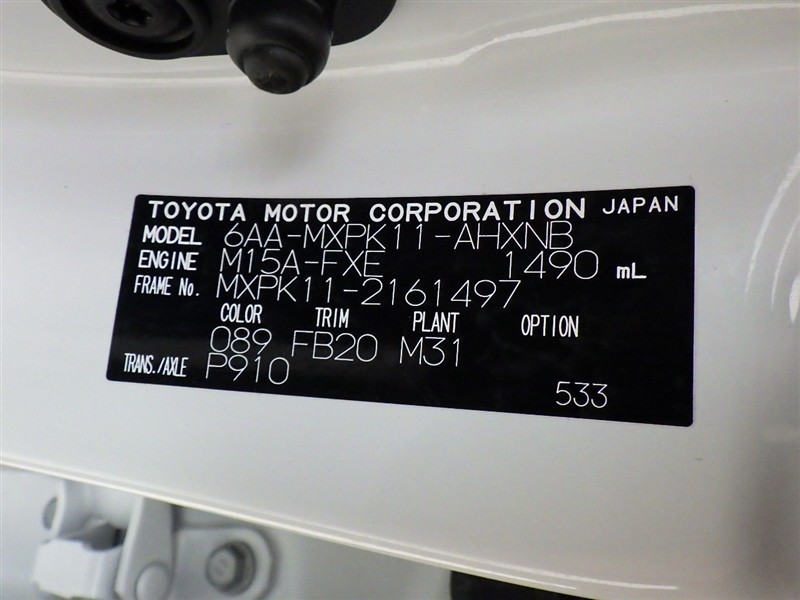 TOYOTA MOTOR CORPORATION JAPAN
MODEL 6AA-MXPK11-AHXNB
ENGINE M15A-FXE 1490 mL
FRAME No. MXPK11-2161497
COLOR TRIM PLANT OPTION
089 FB20 M31
TRANS./AXLE P910
533